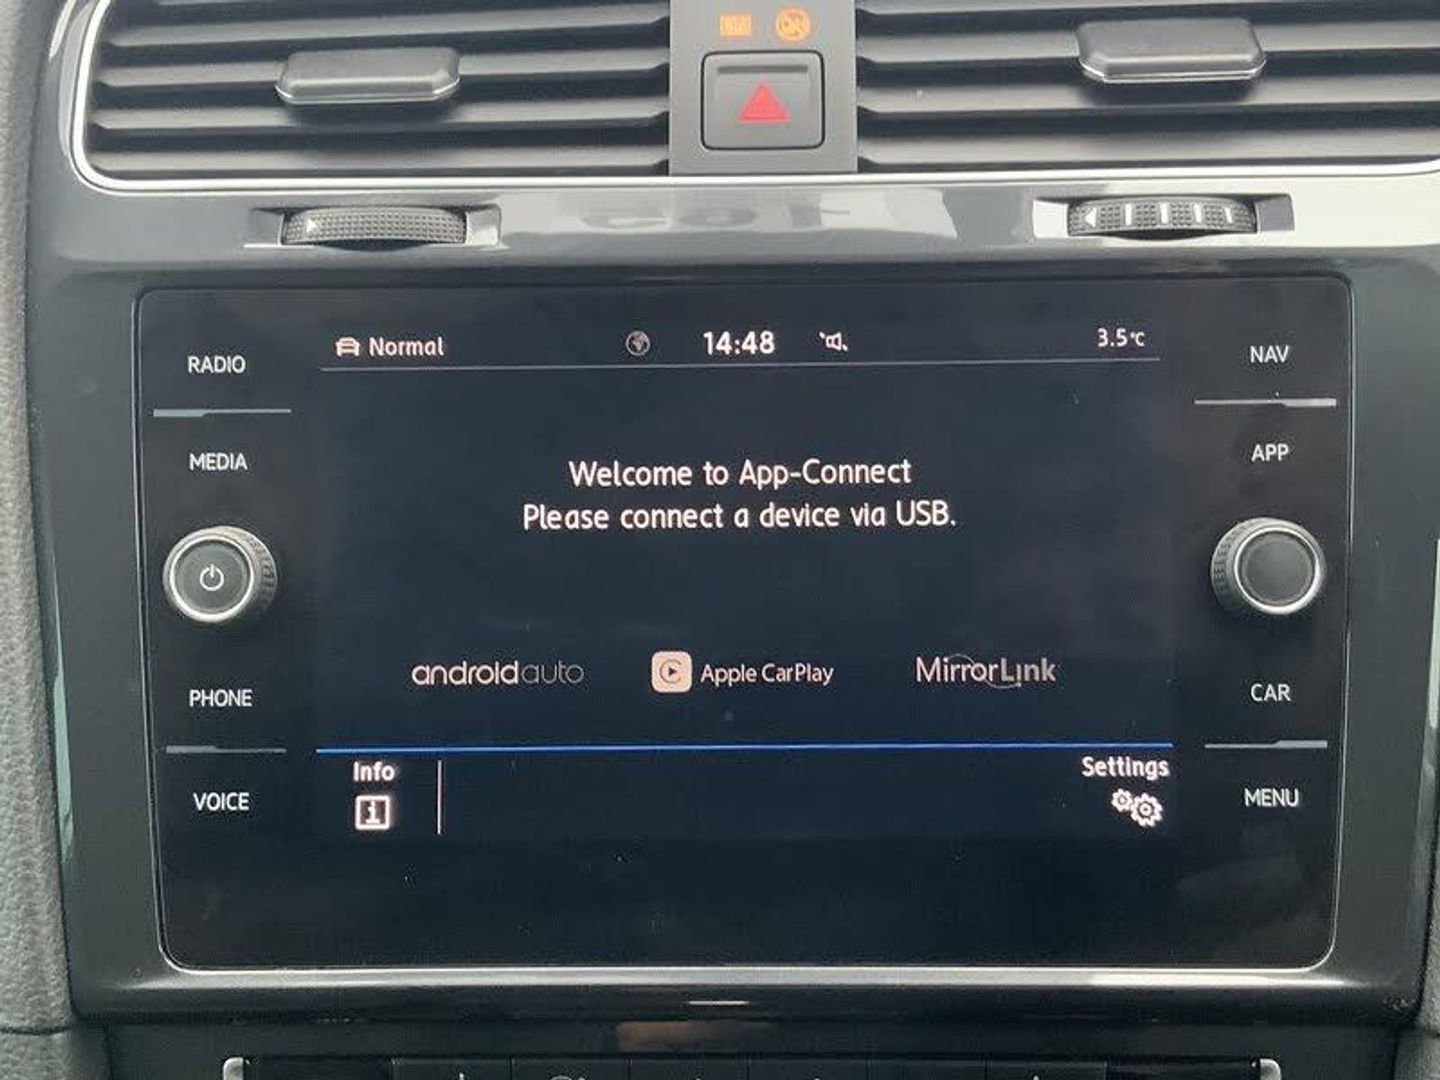 RADIO
MEDIA
PHONE
VOICE
Normal
14:48
3.5°C
Welcome to App-Connect
Please connect a device via USB.
androidauto
Apple CarPlay
MirrorLink
Info
i
Settings
NAV
APP
CAR
MENU